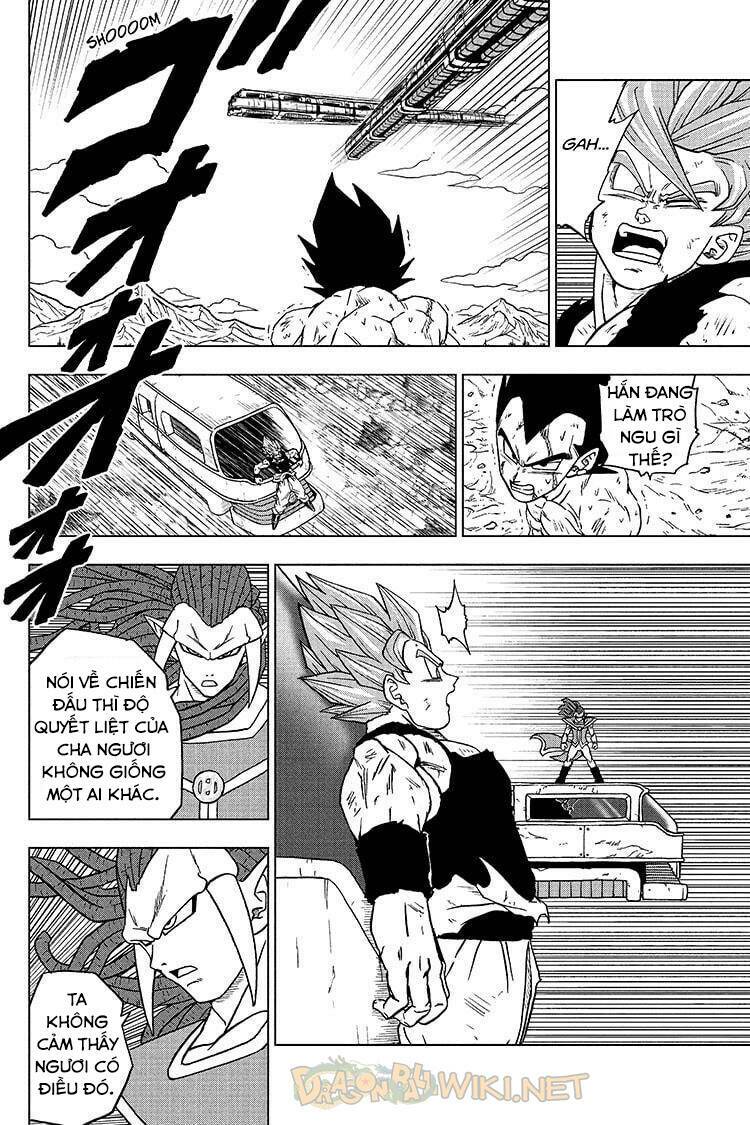 SHOOOOM
ゴオオオオ
GAH...
HẮN ĐANG
LÀM TRÒ
NGU GÌ
THẾ?
NÓI VỀ CHIẾN
ĐẤU THÌ ĐỘ
QUYẾT LIỆT CỦA
CHA NGƯƠI
KHÔNG GIỐNG
MỘT AI KHÁC.
TA
KHÔNG
CẢM THẤY
NGƯƠI CÓ
ĐIỀU ĐÓ.
DRAGONBALLWIKI.NET